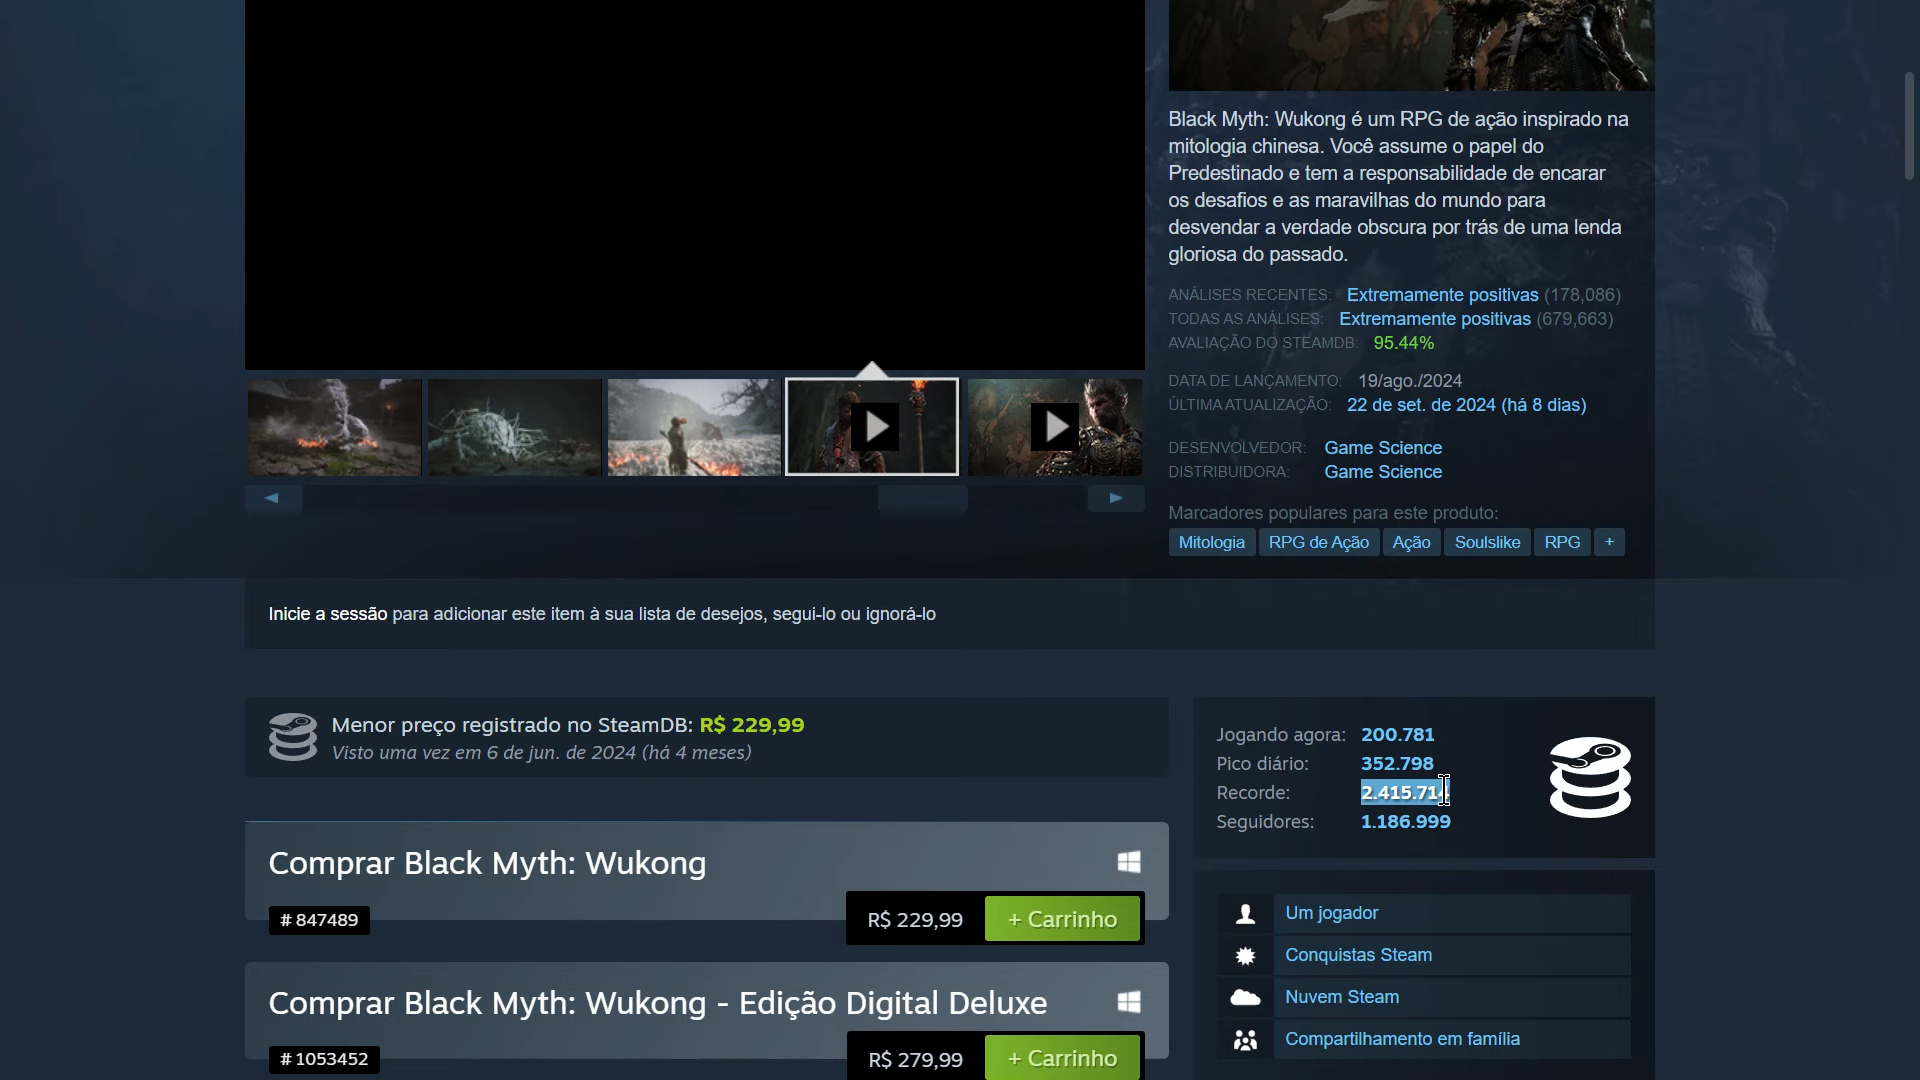 Black Myth: Wukong é um RPG de ação inspirado na
mitologia chinesa. Você assume o papel do
Predestinado e tem a responsabilidade de encarar
os desafios e as maravilhas do mundo para
desvendar a verdade obscura por trás de uma lenda
gloriosa do passado.
ANÁLISES RECENTES: Extremamente positivas (178,086)
TODAS AS ANÁLISES: Extremamente positivas (679,663)
AVALIAÇÃO DO STEAMDB: 95.44%
DATA DE LANÇAMENTO: 19/ago./2024
ÚLTIMA ATUALIZAÇÃO: 22 de set. de 2024 (há 8 dias)
DESENVOLVEDOR: Game Science
DISTRIBUIDORA: Game Science
Marcadores populares para este produto:
Mitologia RPG de Ação Ação Soulslike RPG +
Inicie a sessão para adicionar este item à sua lista de desejos, segui-lo ou ignorá-lo
Menor preço registrado no SteamDB: R$ 229,99
Visto uma vez em 6 de jun. de 2024 (há 4 meses)
Jogando agora: 200.781
Pico diário: 352.798
Recorde: 2.415.714
Seguidores: 1.186.999
Comprar Black Myth: Wukong
# 847489
R$ 229,99 + Carrinho
Comprar Black Myth: Wukong - Edição Digital Deluxe
# 1053452
R$ 279,99 + Carrinho
Um jogador
Conquistas Steam
Nuvem Steam
Compartilhamento em família